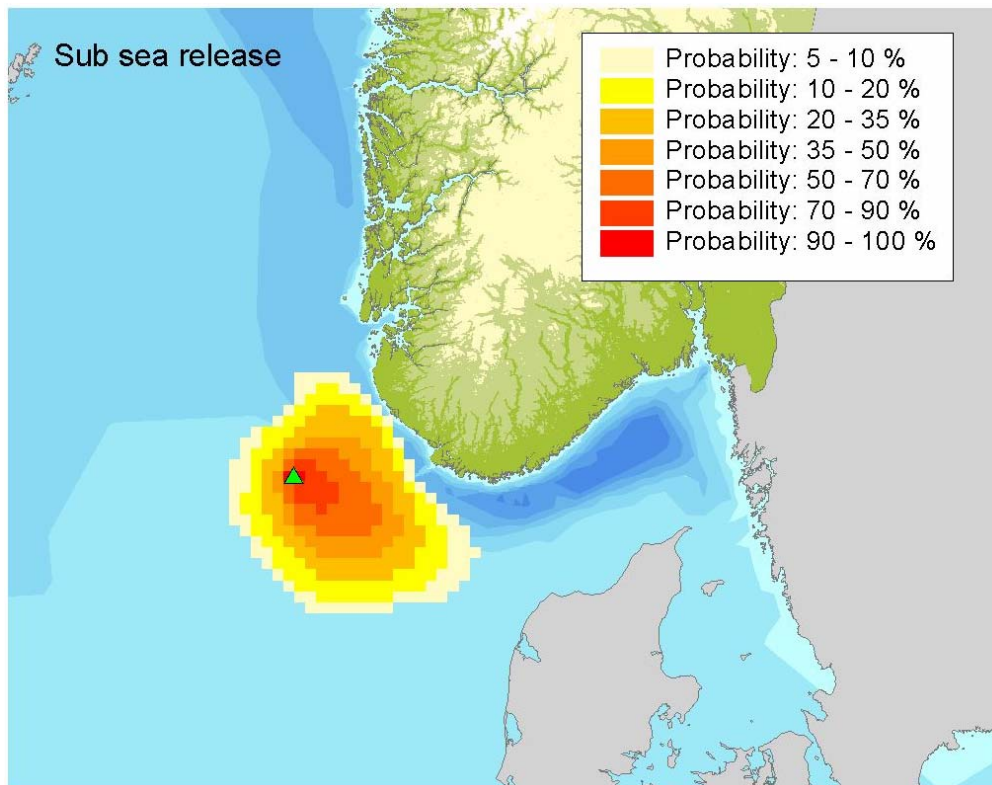 Sub sea release
Probability: 5 - 10 %
Probability: 10 - 20 %
Probability: 20 - 35 %
Probability: 35 - 50 %
Probability: 50 - 70 %
Probability: 70 - 90 %
Probability: 90 - 100 %